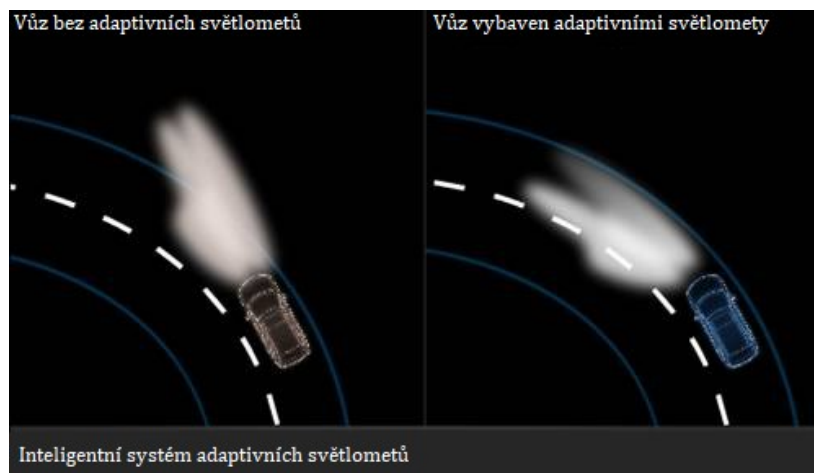 Vůz bez adaptivních světlometů
Vůz vybaven adaptivními světlomety
Inteligentní systém adaptivních světlometů